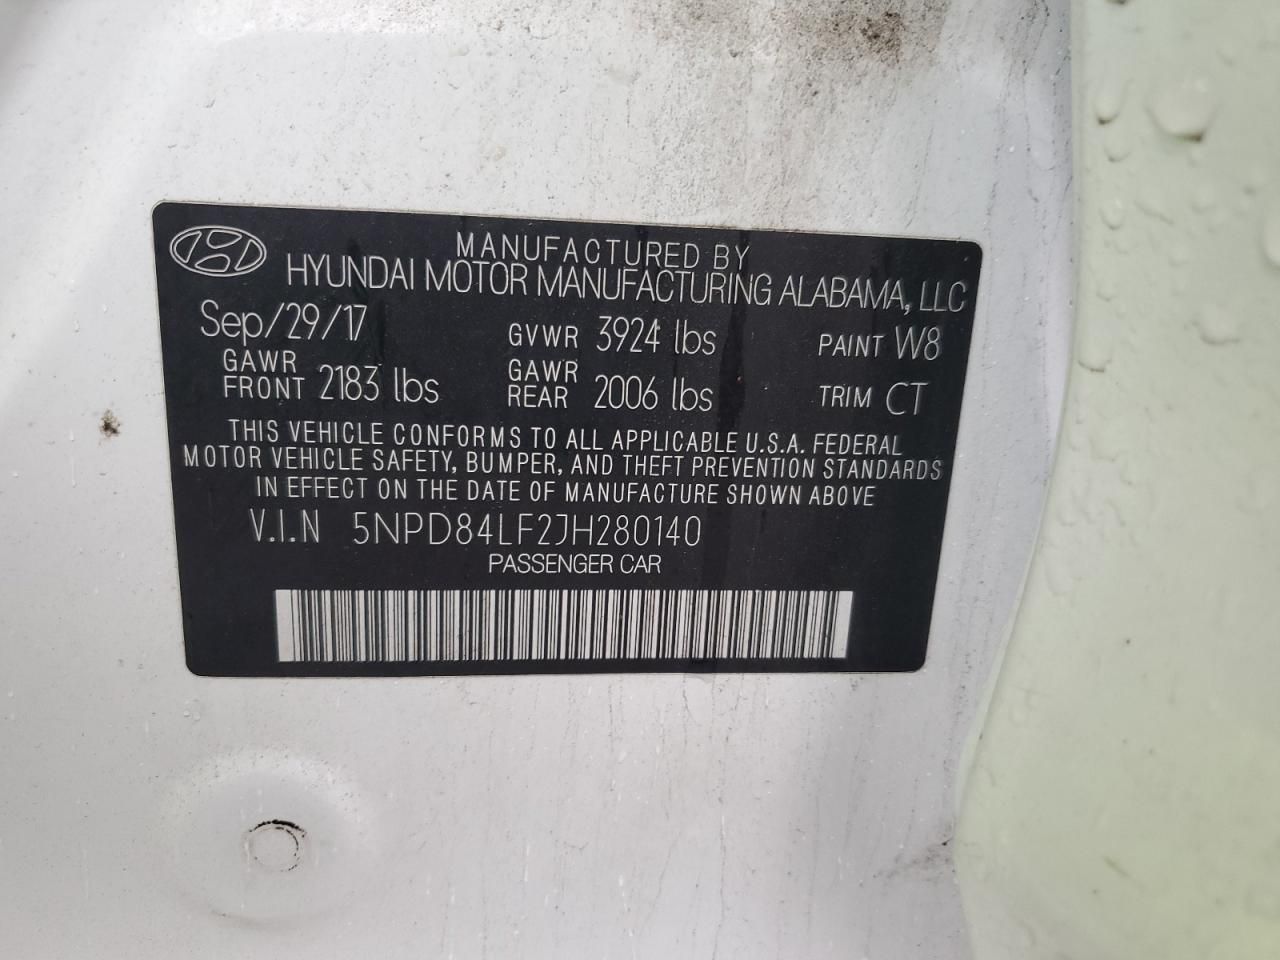 MANUFACTURED BY
HYUNDAI MOTOR MANUFACTURING ALABAMA, LLC
Sep/29/17 GVWR 3924 lbs PAINT W8
GAWR FRONT 2183 lbs GAWR REAR 2006 lbs TRIM CT
THIS VEHICLE CONFORMS TO ALL APPLICABLE U.S.A. FEDERAL
MOTOR VEHICLE SAFETY, BUMPER, AND THEFT PREVENTION STANDARDS
IN EFFECT ON THE DATE OF MANUFACTURE SHOWN ABOVE
V.I.N 5NPD84LF2JH280140
PASSENGER CAR